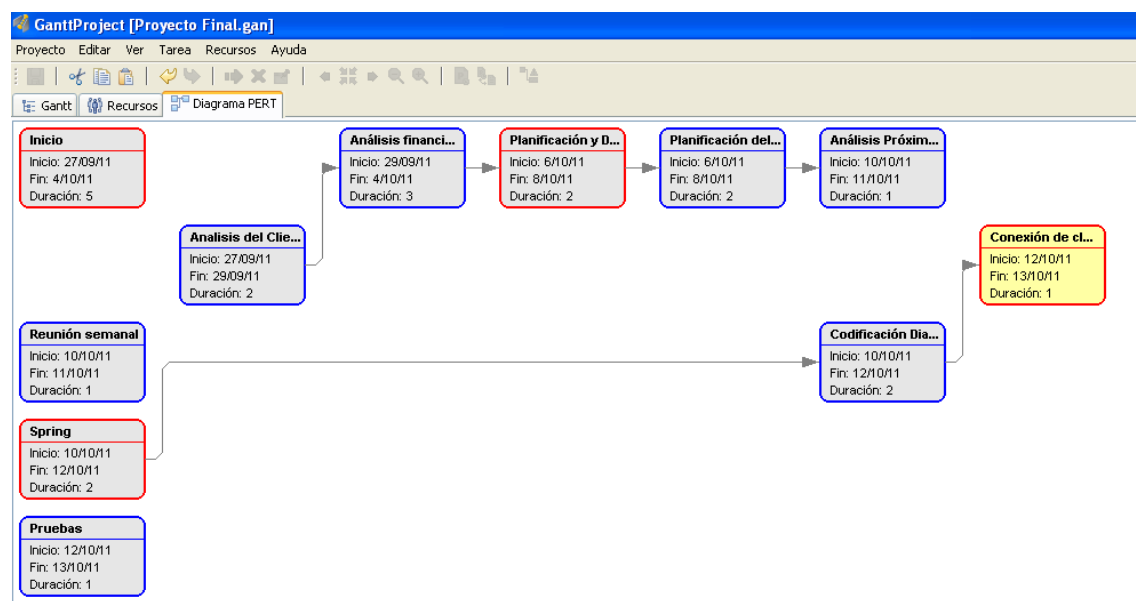 GanttProject [Proyecto Final.gan]
Proyecto Editar Ver Tarea Recursos Ayuda
Gantt Recursos Diagrama PERT
Inicio
Inicio: 27/09/11
Fin: 4/10/11
Duración: 5
Análisis financi...
Inicio: 29/09/11
Fin: 4/10/11
Duración: 3
Planificación y D...
Inicio: 6/10/11
Fin: 8/10/11
Duración: 2
Planificación del...
Inicio: 6/10/11
Fin: 8/10/11
Duración: 2
Análisis Próxim...
Inicio: 10/10/11
Fin: 11/10/11
Duración: 1
Analisis del Clie...
Inicio: 27/09/11
Fin: 29/09/11
Duración: 2
Conexión de cl...
Inicio: 12/10/11
Fin: 13/10/11
Duración: 1
Reunión semanal
Inicio: 10/10/11
Fin: 11/10/11
Duración: 1
Codificación Dia...
Inicio: 10/10/11
Fin: 12/10/11
Duración: 2
Spring
Inicio: 10/10/11
Fin: 12/10/11
Duración: 2
Pruebas
Inicio: 12/10/11
Fin: 13/10/11
Duración: 1